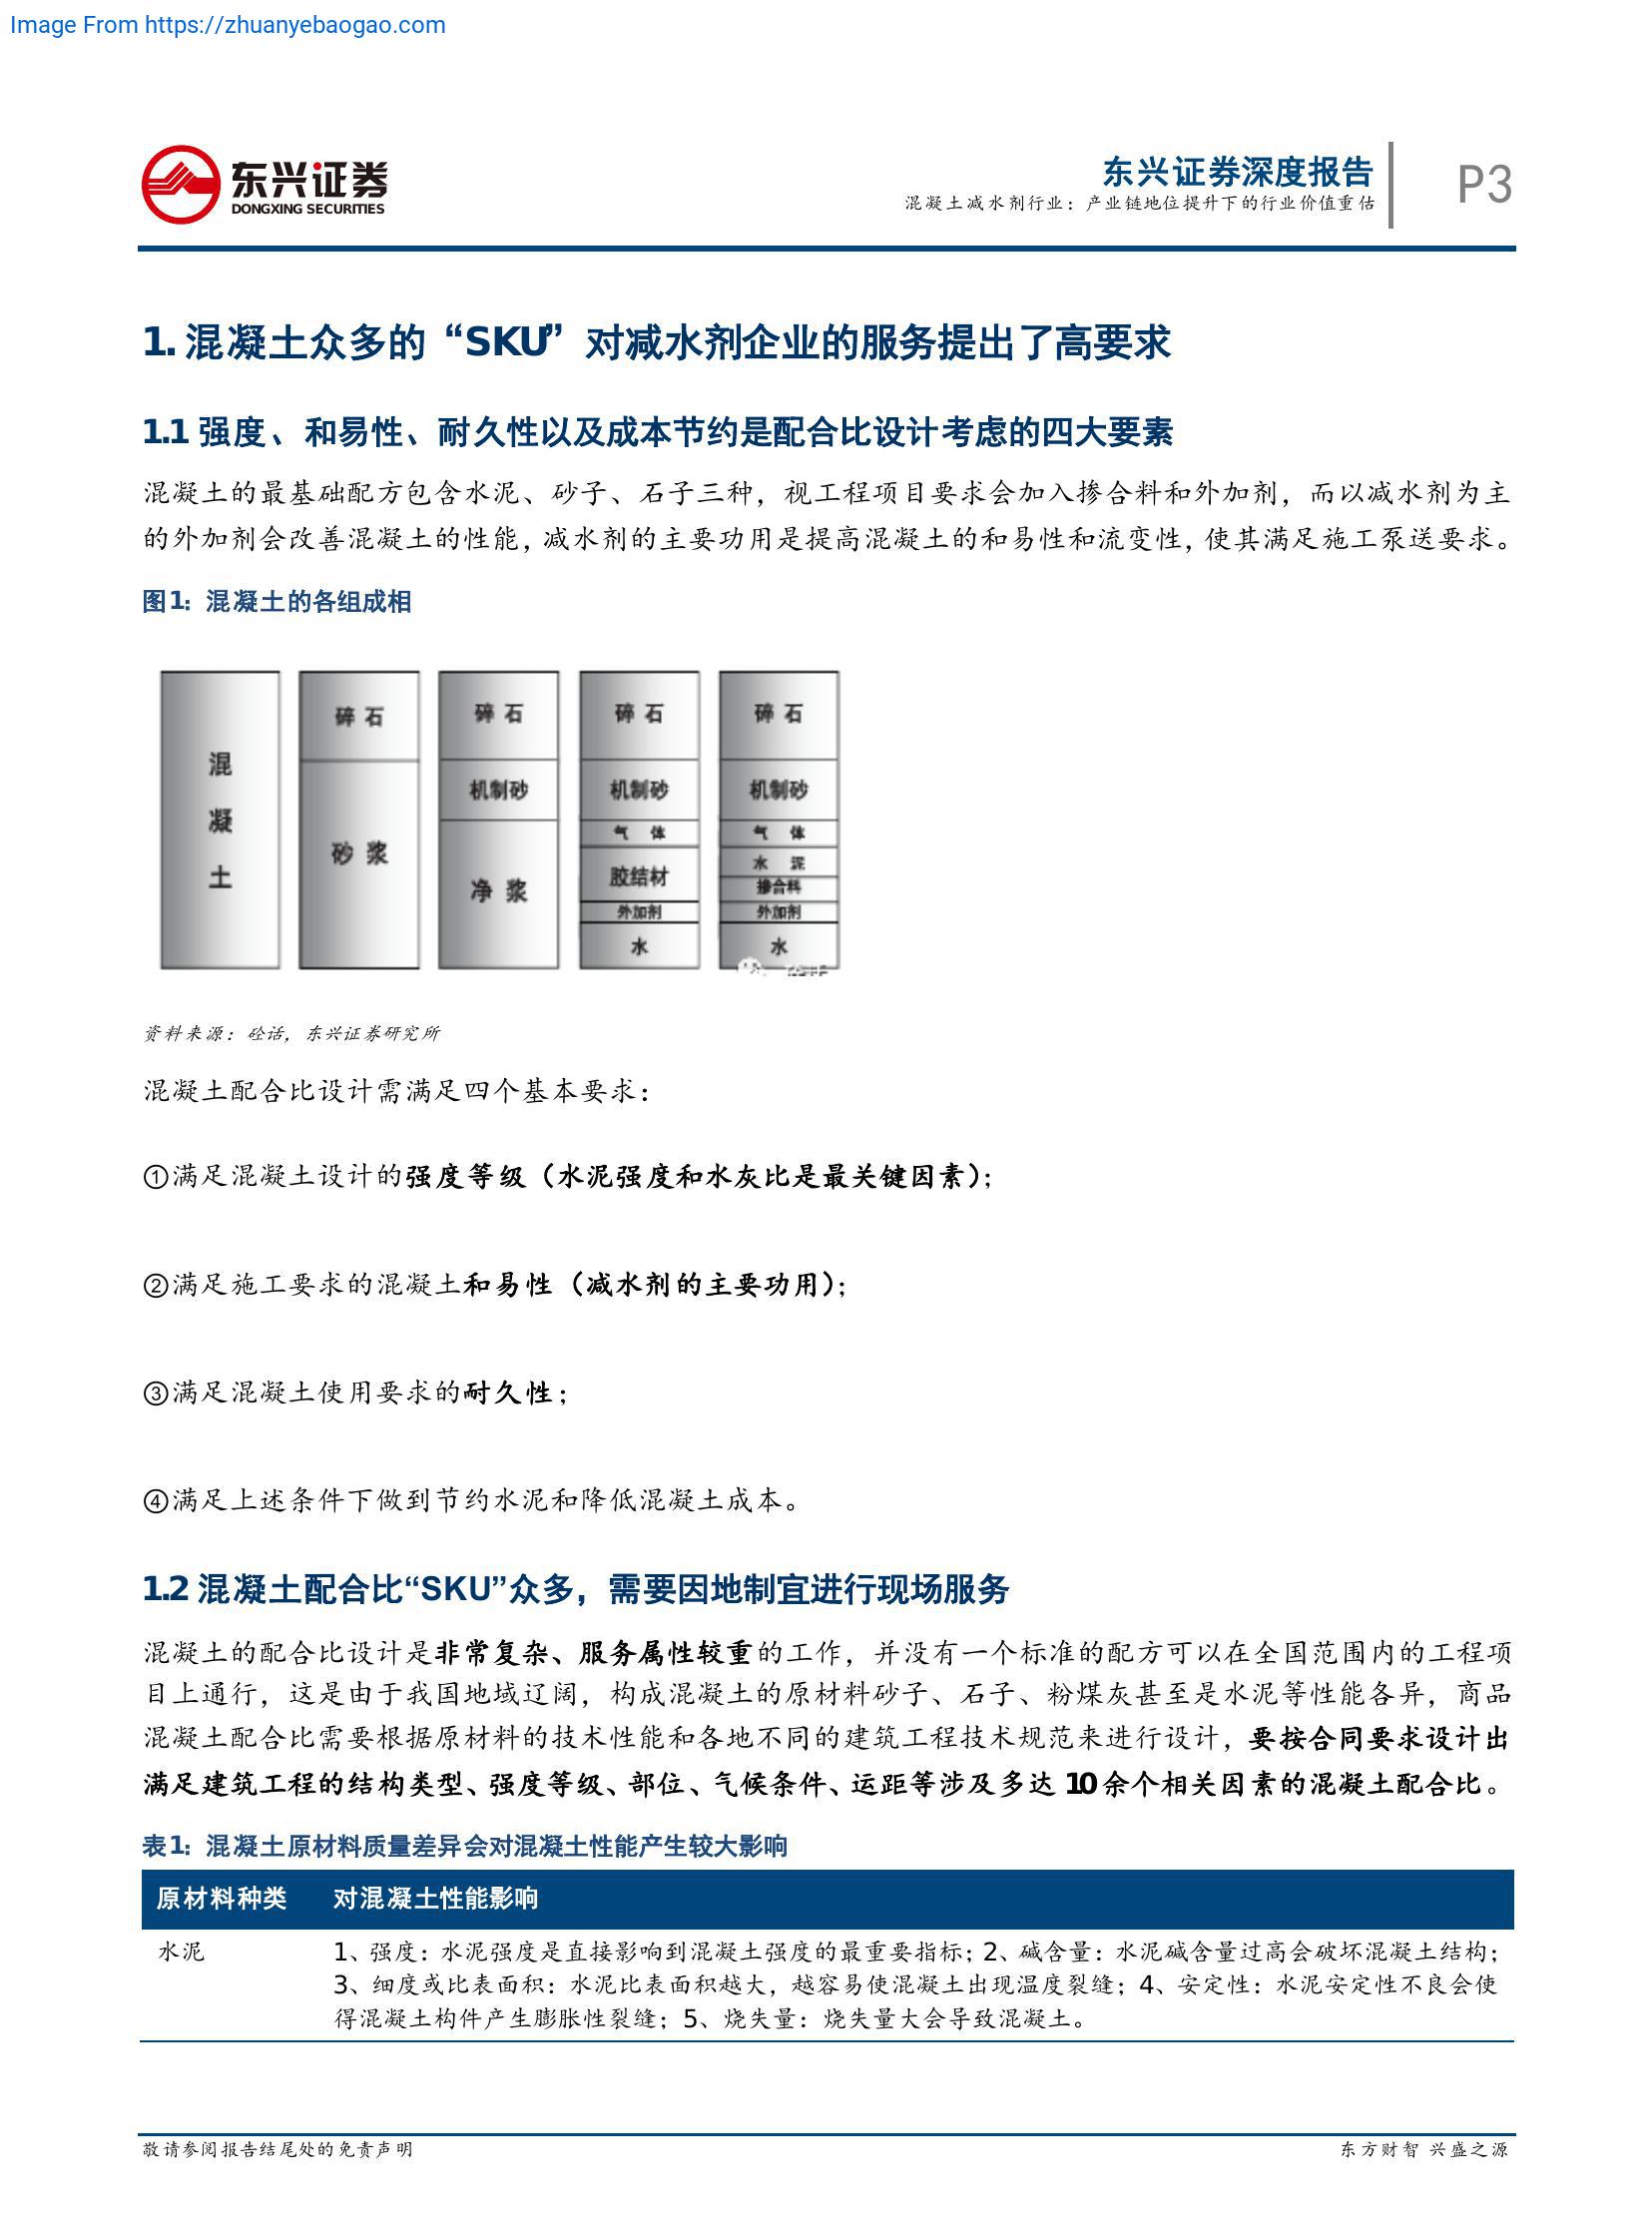 Image From https://zhuanyebaogao.com
东兴证券
DONGXING SECURITIES
东兴证券深度报告
混凝土减水剂行业：产业链地位提升下的行业价值重估
P3
1. 混凝土众多的“SKU”对减水剂企业的服务提出了高要求
1.1 强度、和易性、耐久性以及成本节约是配合比设计考虑的四大要素
混凝土的最基础配方包含水泥、砂子、石子三种，视工程项目要求会加入掺合料和外加剂，而以减水剂为主
的外加剂会改善混凝土的性能，减水剂的主要功用是提高混凝土的和易性和流变性，使其满足施工泵送要求。
图1：混凝土的各组成相
混
凝
土
碎 石
砂 浆
碎 石
机制砂
净 浆
碎 石
机制砂
气 体
胶结材
外加剂
水
碎 石
机制砂
气 体
水 泥
掺合料
外加剂
水
资料来源：砼话，东兴证券研究所
混凝土配合比设计需满足四个基本要求：
①满足混凝土设计的强度等级（水泥强度和水灰比是最关键因素）；
②满足施工要求的混凝土和易性（减水剂的主要功用）；
③满足混凝土使用要求的耐久性；
④满足上述条件下做到节约水泥和降低混凝土成本。
1.2 混凝土配合比“SKU”众多，需要因地制宜进行现场服务
混凝土的配合比设计是非常复杂、服务属性较重的工作，并没有一个标准的配方可以在全国范围内的工程项
目上通行，这是由于我国地域辽阔，构成混凝土的原材料砂子、石子、粉煤灰甚至是水泥等性能各异，商品
混凝土配合比需要根据原材料的技术性能和各地不同的建筑工程技术规范来进行设计，要按合同要求设计出
满足建筑工程的结构类型、强度等级、部位、气候条件、运距等涉及多达 10 余个相关因素的混凝土配合比。
表1：混凝土原材料质量差异会对混凝土性能产生较大影响
原材料种类 对混凝土性能影响
水泥 1、强度：水泥强度是直接影响到混凝土强度的最重要指标；2、碱含量：水泥碱含量过高会破坏混凝土结构；
3、细度或比表面积：水泥比表面积越大，越容易使混凝土出现温度裂缝；4、安定性：水泥安定性不良会使
得混凝土构件产生膨胀性裂缝；5、烧失量：烧失量大会导致混凝土。
敬请参阅报告结尾处的免责声明
东方财智 兴盛之源